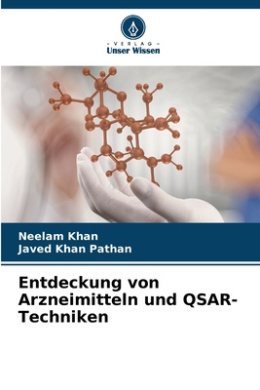 VERLAG
Unser Wissen
Neelam Khan
Javed Khan Pathan
Entdeckung von
Arzneimitteln und QSAR-
Techniken